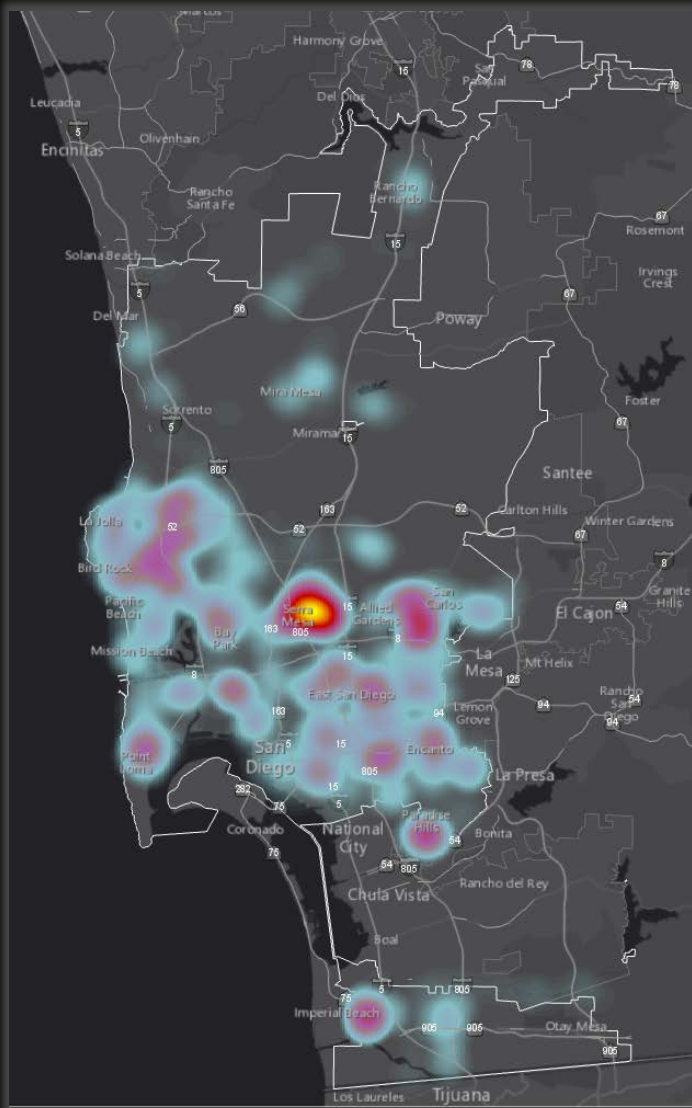 Marcos
Harmony Grove
15
San
Pasqual
78
78
Leucadia
Del Dios
5
Encinitas
Olivenhain
Rancho
Santa Fe
Rancho
Bernardo
67
Rosemont
15
Solana Beach
Irvings
Crest
5
67
56
Del Mar
Poway
Mira Mesa
Foster
Sorrento
5
67
15
805
Santee
163
52
Carlton Hills
La Jolla
52
52
Winter Gardens
67
8
Bird Rock
Granite
Hills
San
Carlos
Pacific
Beach
Serra
Mesa
15
Allied
Gardens
El Cajon
54
Bay
Park
163
805
8
Mission Beach
15
La
Mesa
Mt Helix
8
125
East San Diego
Rancho
San
Diego
54
94
94
94
Lemon
Grove
163
San
Diego
5
15
Encanto
Point
Loma
805
La Presa
282
75
15
5
Coronado
National
City
Paradise
Hills
54
Bonita
75
54
805
Rancho del Rey
Chula Vista
Boal
5
805
75
Imperial Beach
905
905
Otay Mesa
905
Los Laureles
Tijuana